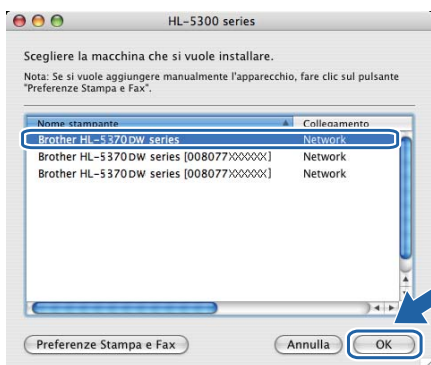 HL-5300 series
Scegliere la macchina che si vuole installare.
Nota: Se si vuole aggiungere manualmente l'apparecchio, fare clic sul pulsante
"Preferenze Stampa e Fax".
Nome stampante Collegamento
Brother HL-5370DW series Network
Brother HL-5370DW series [008077XXXXXX] Network
Brother HL-5370DW series [008077XXXXXX] Network
Preferenze Stampa e Fax Annulla OK